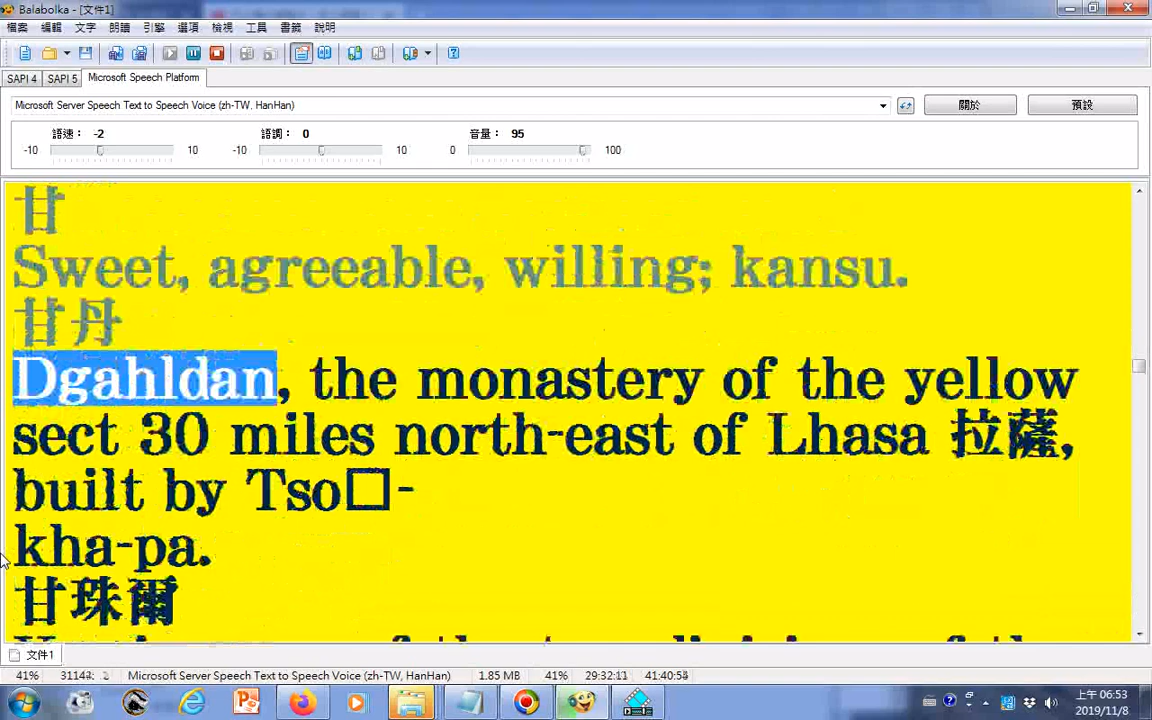 Balabolka - [文件1]
檔案 編輯 文字 朗讀 引擎 選項 檢視 工具 書籤 說明
SAPI 4 SAPI 5 Microsoft Speech Platform
Microsoft Server Speech Text to Speech Voice (zh-TW, HanHan) 關於 預設
語速： -2 語調： 0 音量： 95
-10 10 -10 10 0 100
甘
Sweet, agreeable, willing; kansu.
甘丹
Dgahldan, the monastery of the yellow
sect 30 miles north-east of Lhasa 拉薩,
built by Tso□-
kha-pa.
甘珠爾
文件1
41% Microsoft Server Speech Text to Speech Voice (zh-TW, HanHan) 1.85 MB 41% 29:32:11 41:40:58
上午 06:53
2019/11/8